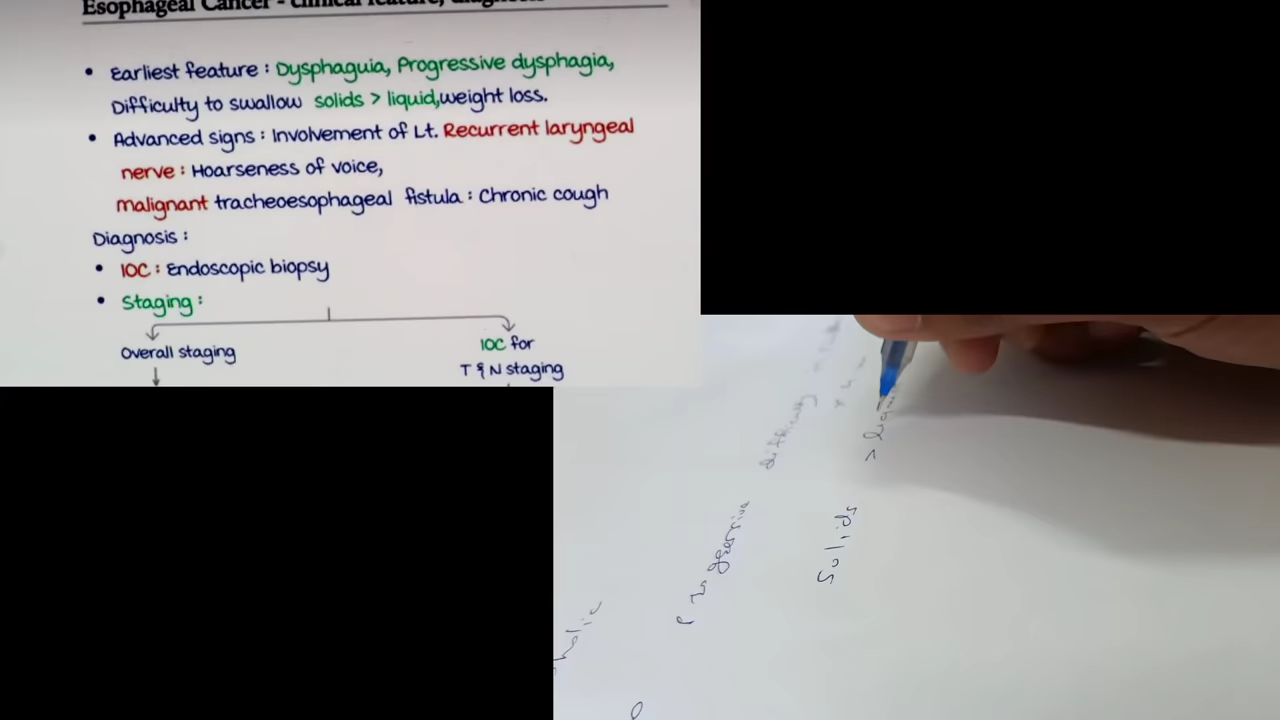 Esophageal Cancer - clinical feature, diagnosis
• Earliest feature : Dysphaguia, Progressive dysphagia,
Difficulty to swallow solids > liquid,weight loss.
• Advanced signs : Involvement of Lt. Recurrent laryngeal
nerve : Hoarseness of voice,
malignant tracheoesophageal fistula : Chronic cough
Diagnosis :
• IOC : Endoscopic biopsy
• Staging :
Overall staging
IOC for
T & N staging
difficulty
Solids >